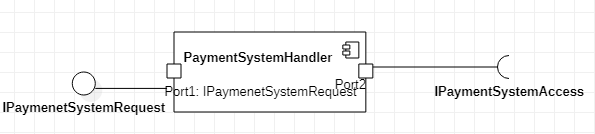 PaymentSystemHandler
Port2
Port1: IPaymenetSystemRequest
IPaymenetSystemRequest
IPaymentSystemAccess